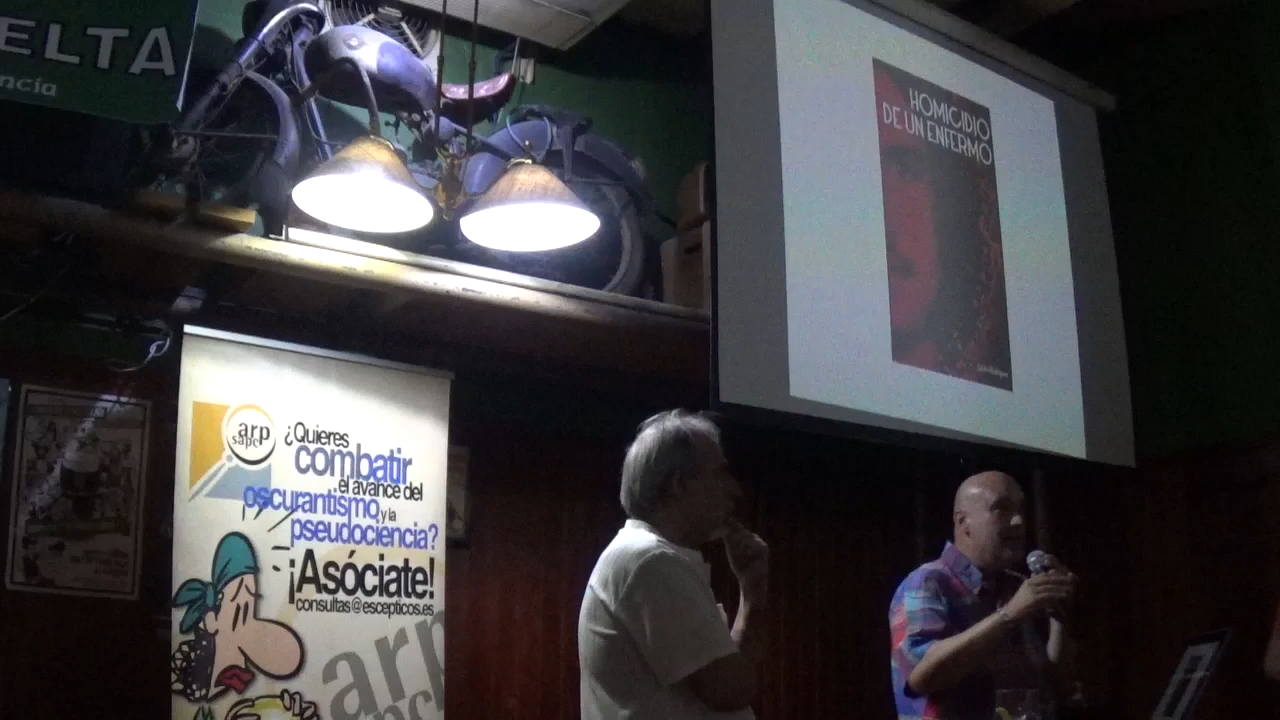 ELTA
ncía
HOMICIDIO
DE UN ENFERMO
arp
sapc
¿Quieres
combatir
el avance del
oscurantismo
y la
pseudociencia?
¡Asóciate!
consultas@escepticos.es
arp